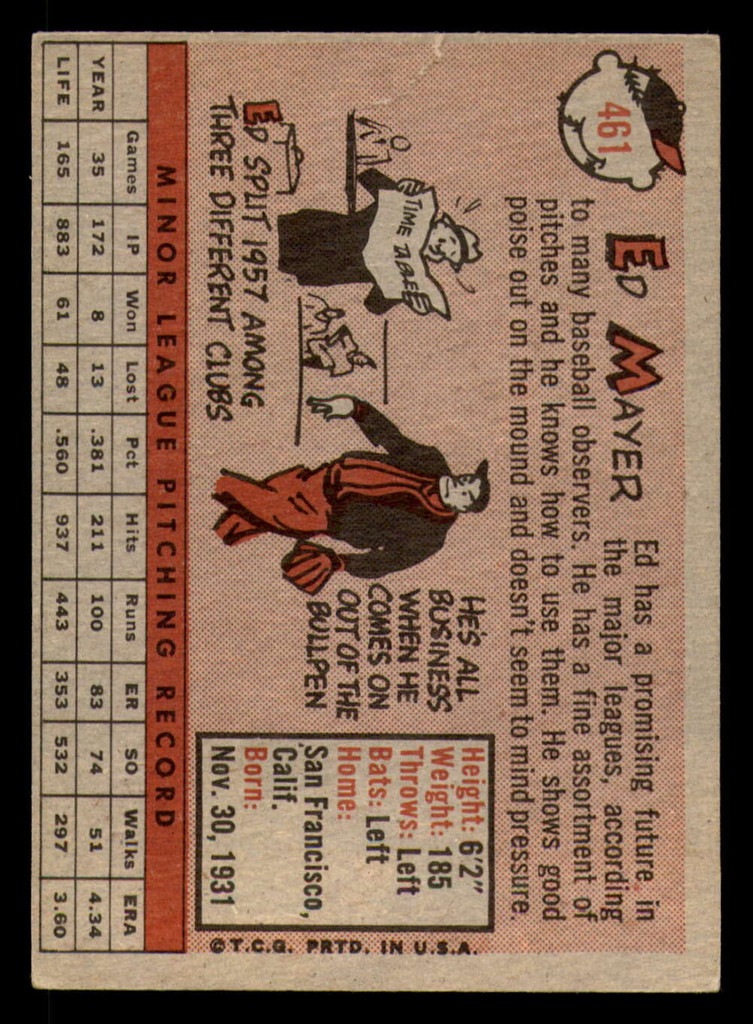 461
ED MAYER
Ed has a promising future in
the major leagues, according
to many baseball observers. He has a fine assortment of
pitches and he knows how to use them. He shows good
poise out on the mound and doesn't seem to mind pressure.
TIME TABLE
ED SPLIT 1957 AMONG
THREE DIFFERENT CLUBS
HE'S ALL
BUSINESS
WHEN HE
COMES ON
OUT OF THE
BULLPEN
Height: 6'2"
Weight: 185
Throws: Left
Bats: Left
Home:
San Francisco,
Calif.
Born:
Nov. 30, 1931
© T.C.G. PRTD. IN U.S.A.
MINOR LEAGUE PITCHING RECORD
Games IP Won Lost Pct Hits Runs ER SO Walks ERA
YEAR 35 172 8 13 .381 211 100 83 74 51 4.34
LIFE 165 883 61 48 .560 937 443 353 532 297 3.60